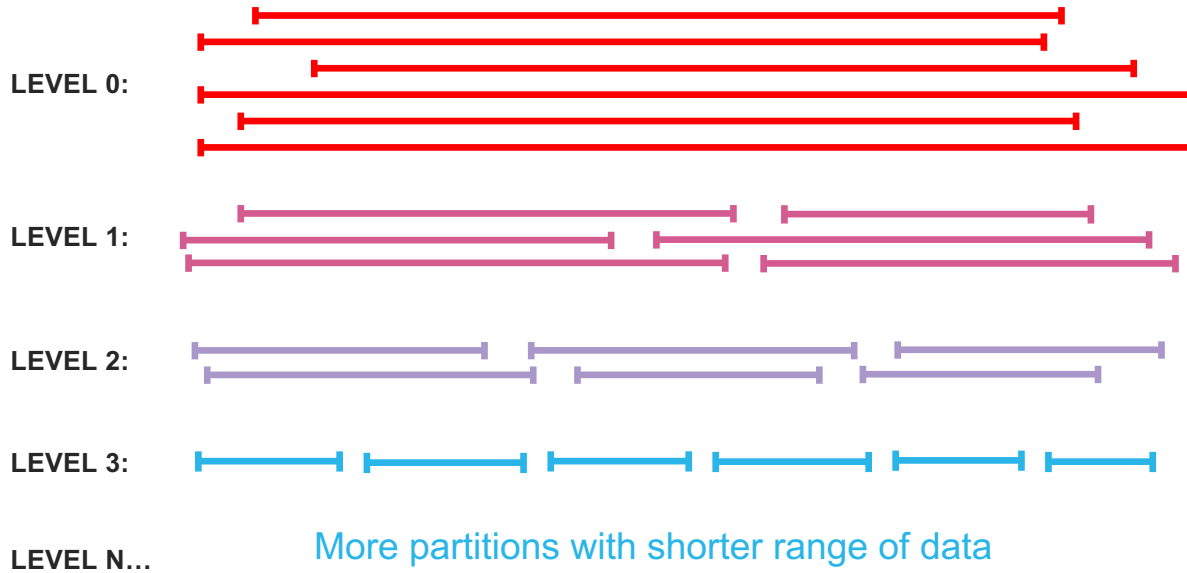 LEVEL 0:
LEVEL 1:
LEVEL 2:
LEVEL 3:
LEVEL N...
More partitions with shorter range of data